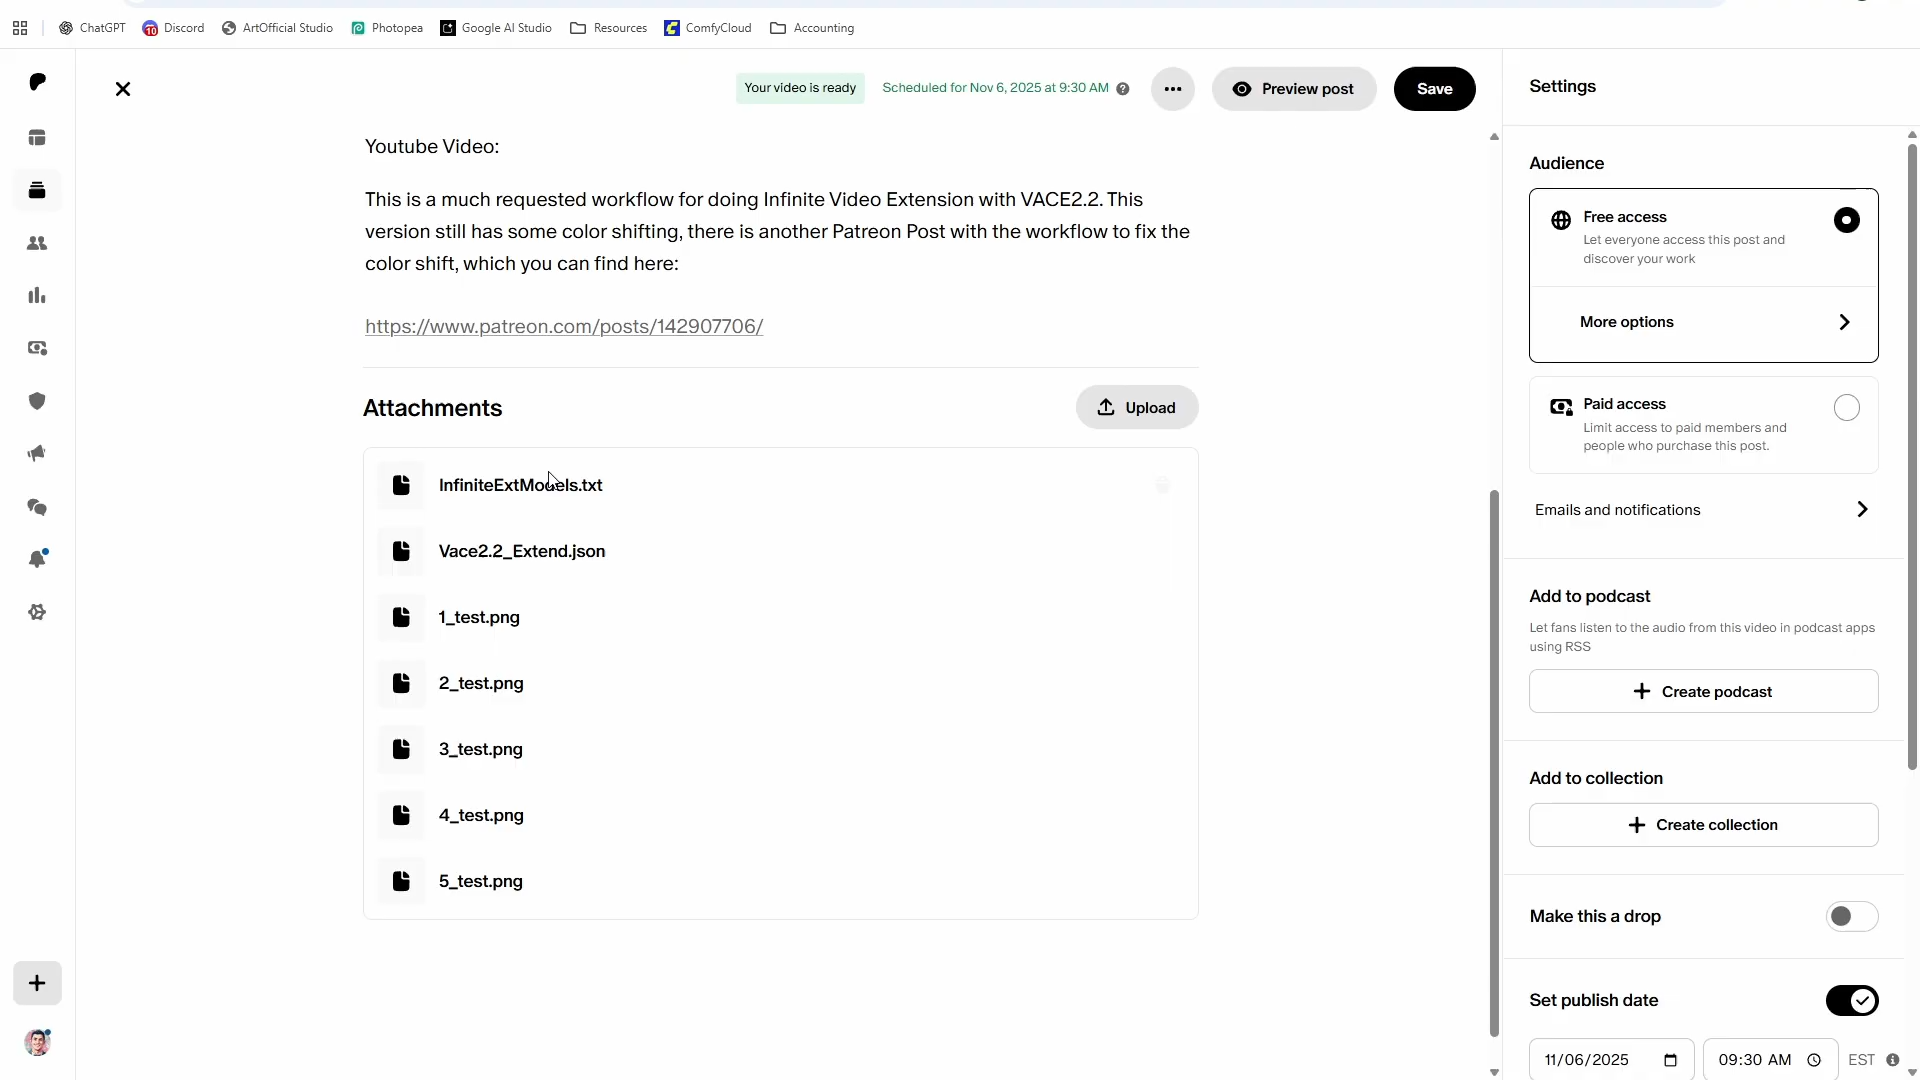 ChatGPT
Discord
ArtOfficial Studio
Photopea
Google AI Studio
Resources
ComfyCloud
Accounting
Your video is ready
Scheduled for Nov 6, 2025 at 9:30 AM
Preview post
Save
Youtube Video:
This is a much requested workflow for doing Infinite Video Extension with VACE2.2. This
version still has some color shifting, there is another Patreon Post with the workflow to fix the
color shift, which you can find here:
https://www.patreon.com/posts/142907706/
Attachments
Upload
InfiniteExtModels.txt
Vace2.2_Extend.json
1_test.png
2_test.png
3_test.png
4_test.png
5_test.png
Settings
Audience
Free access
Let everyone access this post and
discover your work
More options
Paid access
Limit access to paid members and
people who purchase this post.
Emails and notifications
Add to podcast
Let fans listen to the audio from this video in podcast apps
using RSS
Create podcast
Add to collection
Create collection
Make this a drop
Set publish date
11/06/2025
09:30 AM
EST